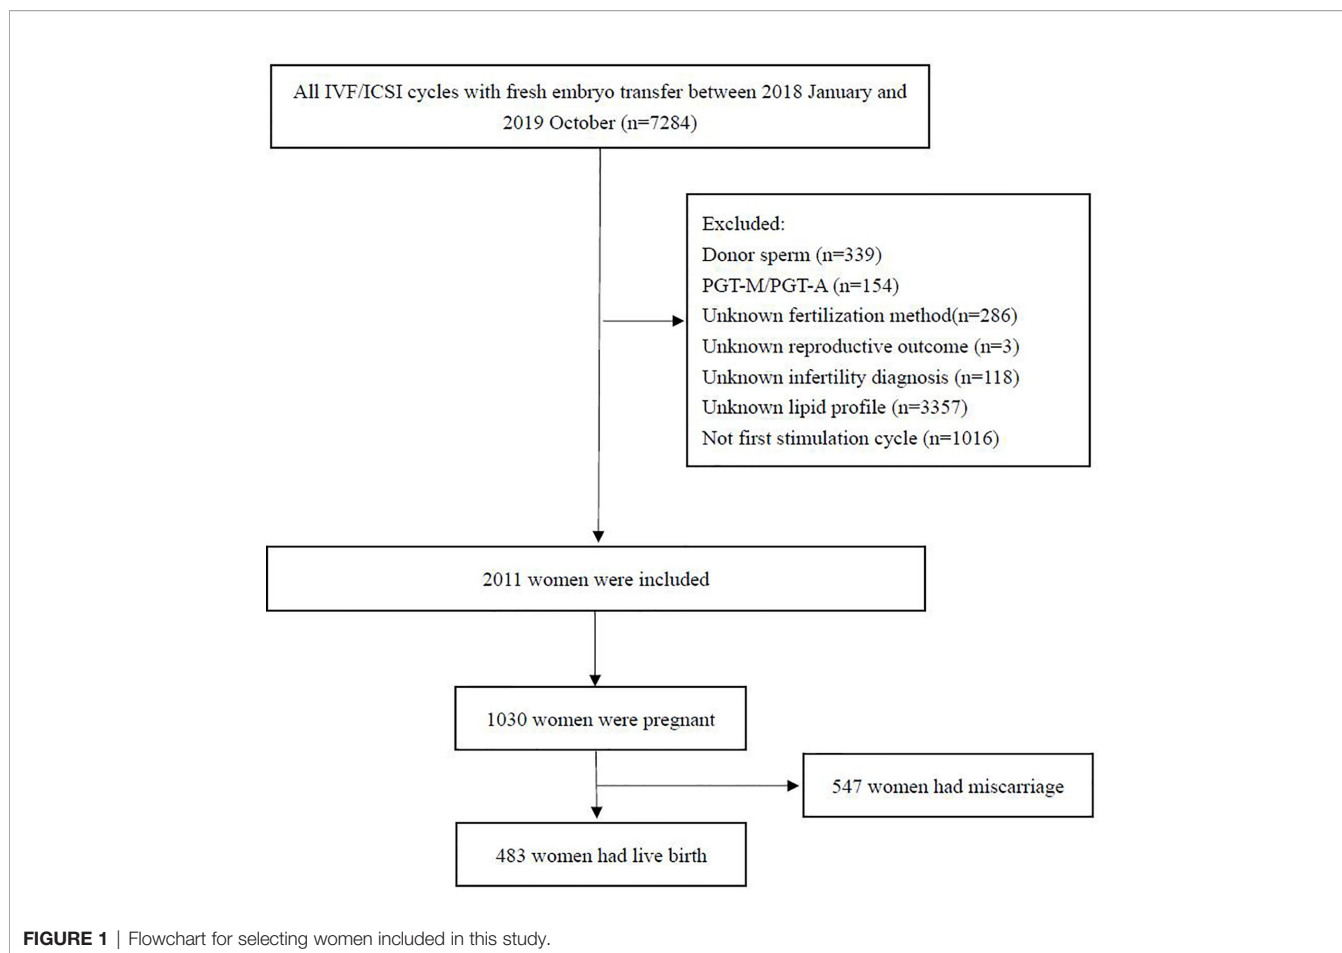 All IVF/ICSI cycles with fresh embryo transfer between 2018 January and
2019 October (n=7284)
Excluded:
Donor sperm (n=339)
PGT-M/PGT-A (n=154)
Unknown fertilization method(n=286)
Unknown reproductive outcome (n=3)
Unknown infertility diagnosis (n=118)
Unknown lipid profile (n=3357)
Not first stimulation cycle (n=1016)
2011 women were included
1030 women were pregnant
547 women had miscarriage
483 women had live birth
FIGURE 1 | Flowchart for selecting women included in this study.